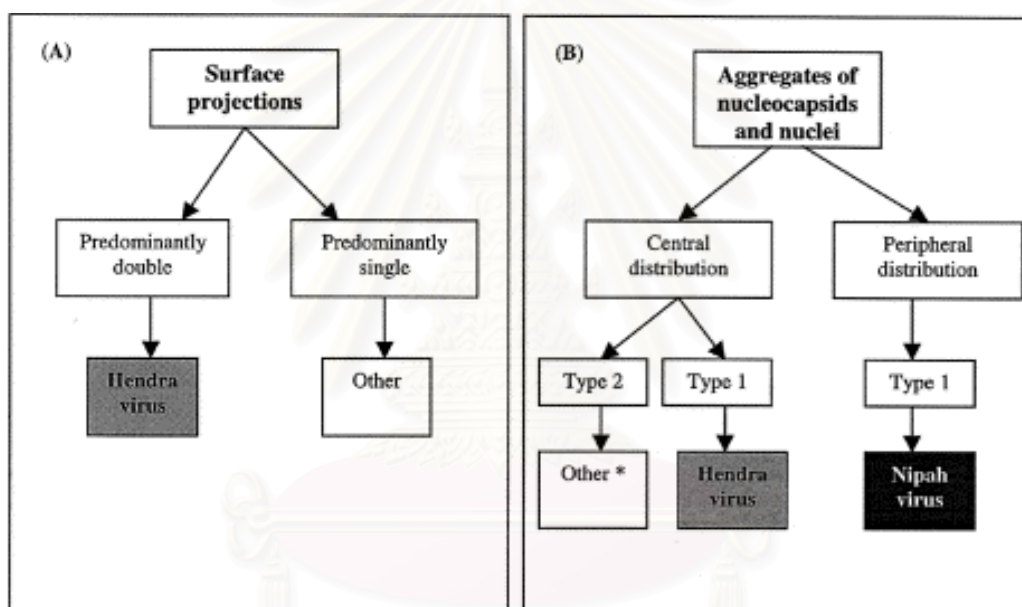 (A)
Surface
projections
Predominantly
double
Predominantly
single
Hendra
virus
Other
(B)
Aggregates of
nucleocapsids
and nuclei
Central
distribution
Peripheral
distribution
Type 2
Type 1
Type 1
Other *
Hendra
virus
Nipah
virus